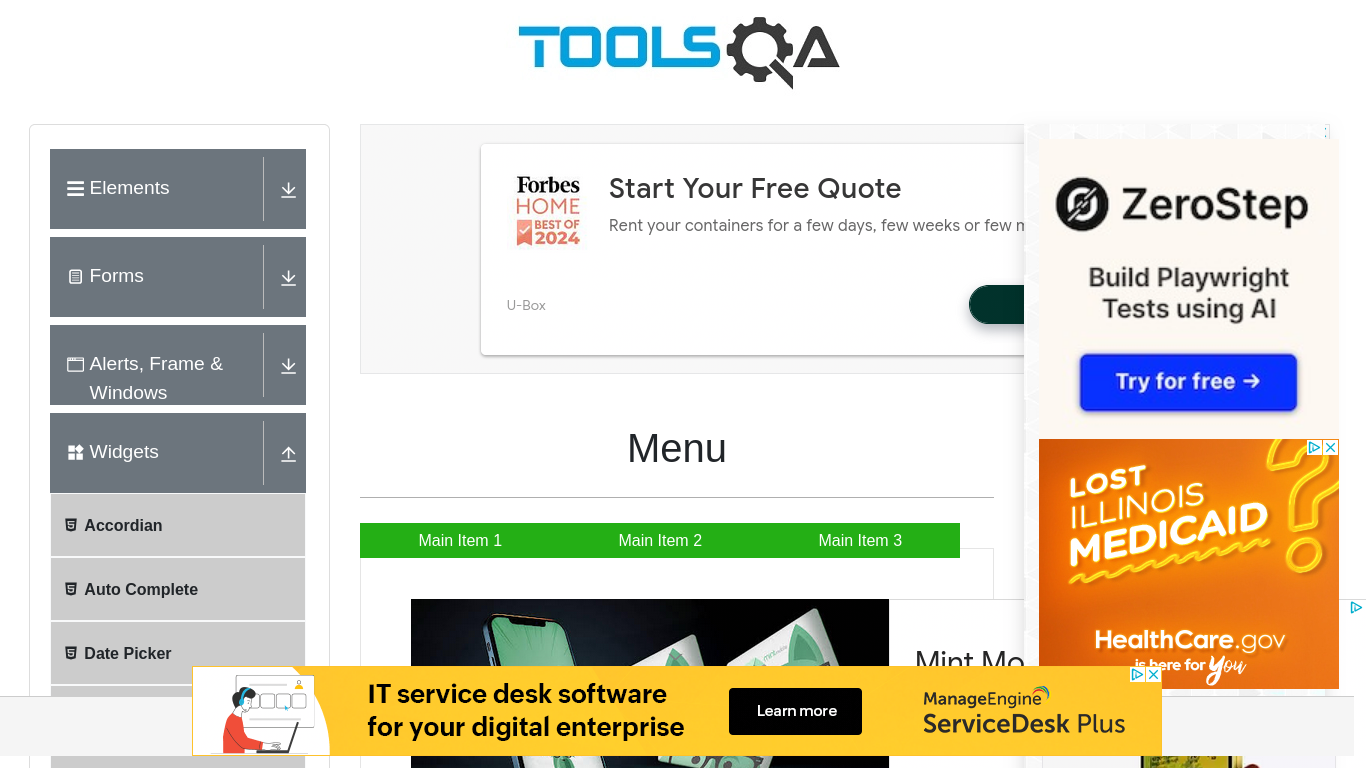 TOOLSQA
Elements
Forms
Alerts, Frame &
Windows
Widgets
Accordian
Auto Complete
Date Picker
Forbes
HOME
BEST OF
2024
Start Your Free Quote
Rent your containers for a few days, few weeks or few
U-Box
Menu
Main Item 1
Main Item 2
Main Item 3
Mint Mo
ZeroStep
Build Playwright
Tests using AI
Try for free →
LOST
ILLINOIS
MEDICAID?
HealthCare.gov
is here for you
IT service desk software
for your digital enterprise
Learn more
ManageEngine
ServiceDesk Plus